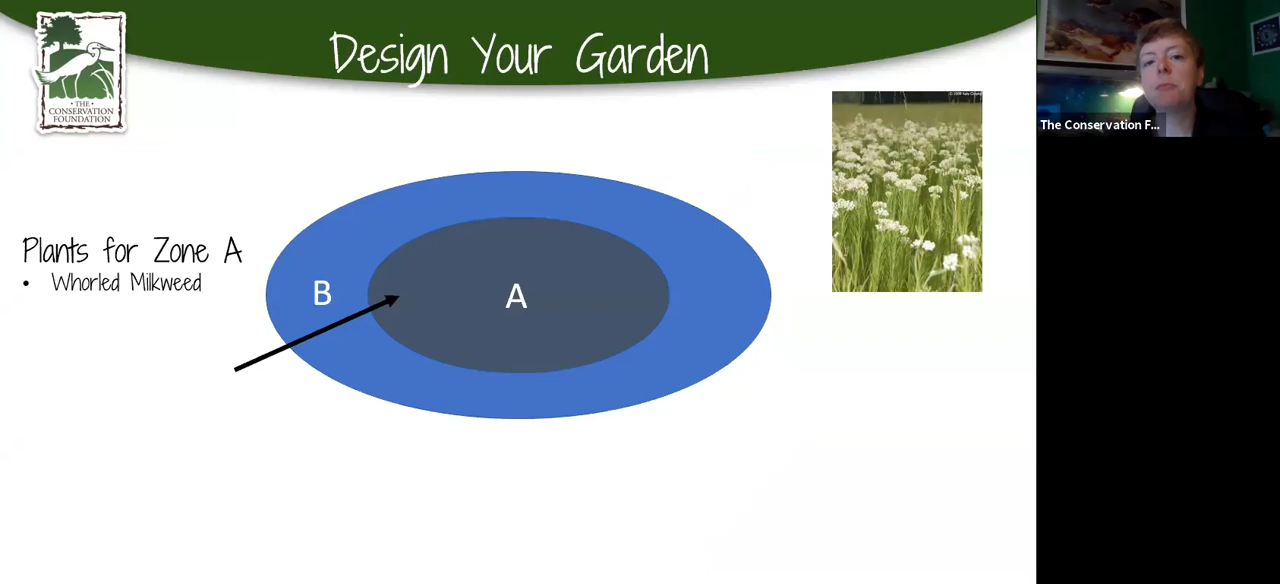 Design Your Garden
· THE ·
CONSERVATION
FOUNDATION
The Conservation F...
Plants for Zone A
• Whorled Milkweed
B
A